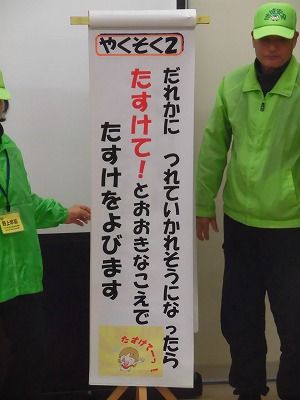 やくそく2
だれかに つれていかれそうになったら
たすけて！とおおきなこえで
たすけをよびます
たすけてーっ！